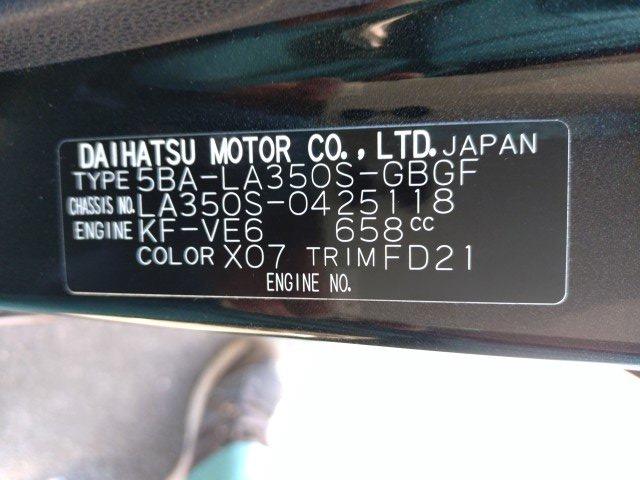 DAIHATSU MOTOR CO., LTD. JAPAN
TYPE 5BA-LA350S-GBGF
CHASSIS NO. LA350S-0425118
ENGINE KF-VE6 658cc
COLOR X07 TRIM FD21
ENGINE NO.